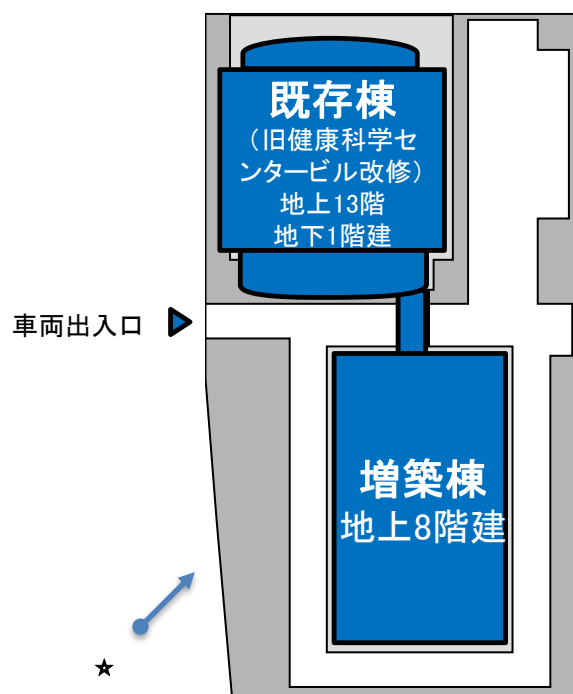 既存棟
（旧健康科学セ
ンタービル改修）
地上13階
地下1階建
車両出入口
増築棟
地上8階建